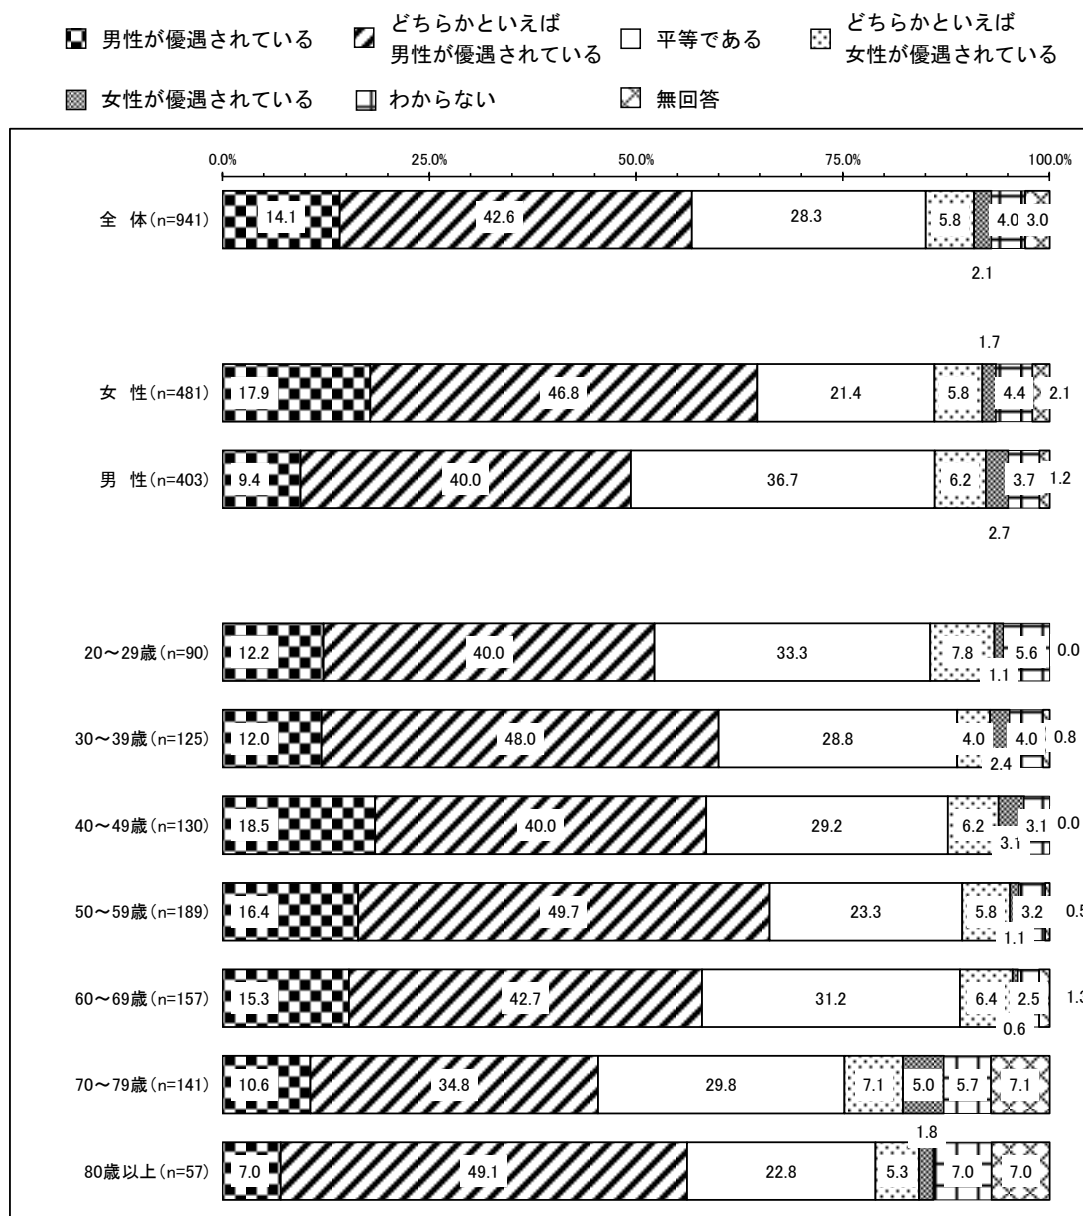 男性が優遇されている
どちらかといえば
男性が優遇されている
平等である
どちらかといえば
女性が優遇されている
女性が優遇されている
わからない
無回答
0.0% 25.0% 50.0% 75.0% 100.0%
全 体(n=941) 14.1 42.6 28.3 5.8 4.0 3.0
2.1
1.7
女 性(n=481) 17.9 46.8 21.4 5.8 4.4 2.1
男 性(n=403) 9.4 40.0 36.7 6.2 3.7 1.2
2.7
20～29歳(n=90) 12.2 40.0 33.3 7.8 5.6 0.0
1.1
30～39歳(n=125) 12.0 48.0 28.8 4.0 4.0 0.8
2.4
40～49歳(n=130) 18.5 40.0 29.2 6.2 3.1 0.0
3.1
50～59歳(n=189) 16.4 49.7 23.3 5.8 3.2 0.5
1.1
60～69歳(n=157) 15.3 42.7 31.2 6.4 2.5 1.3
0.6
70～79歳(n=141) 10.6 34.8 29.8 7.1 5.0 5.7 7.1
1.8
80歳以上(n=57) 7.0 49.1 22.8 5.3 7.0 7.0